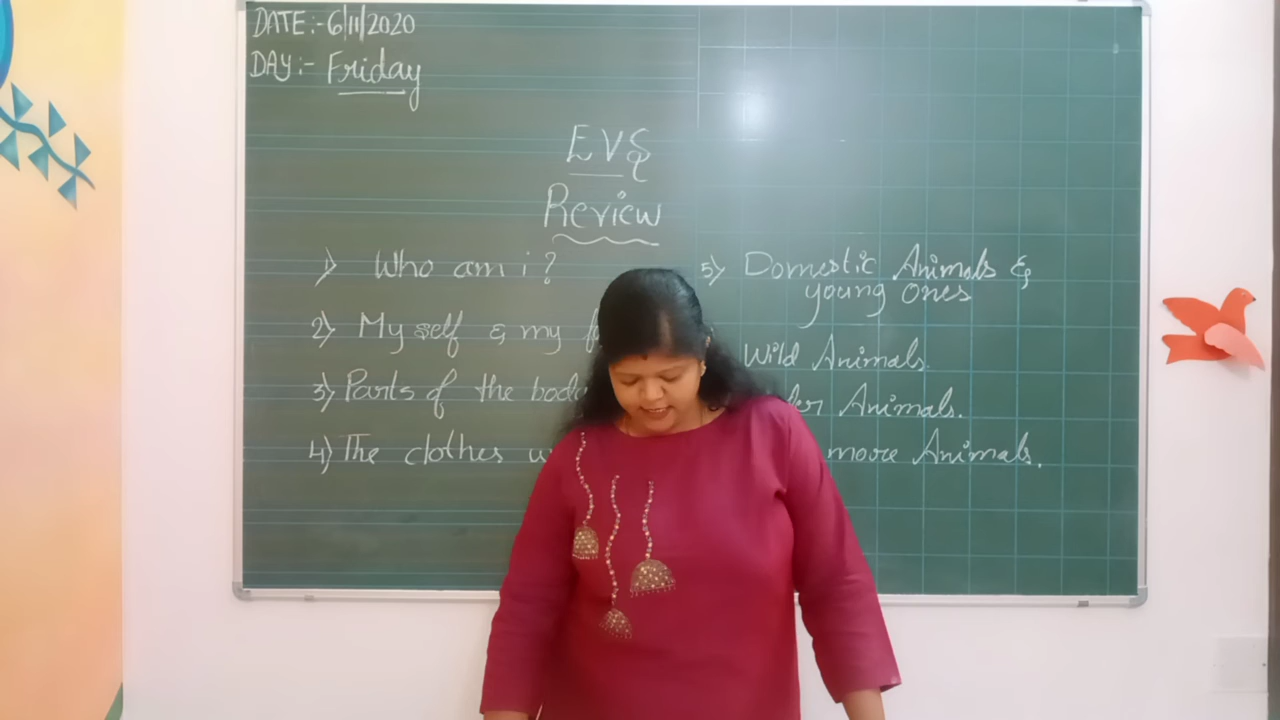 DATE:- 6/11/2020
DAY:- Friday
EVS
Review
1) Who am i?
2) My self & my
3) Parts of the body
4) The clothes
5) Domestic Animals &
young ones
Wild Animals.
Animals.
more Animals.